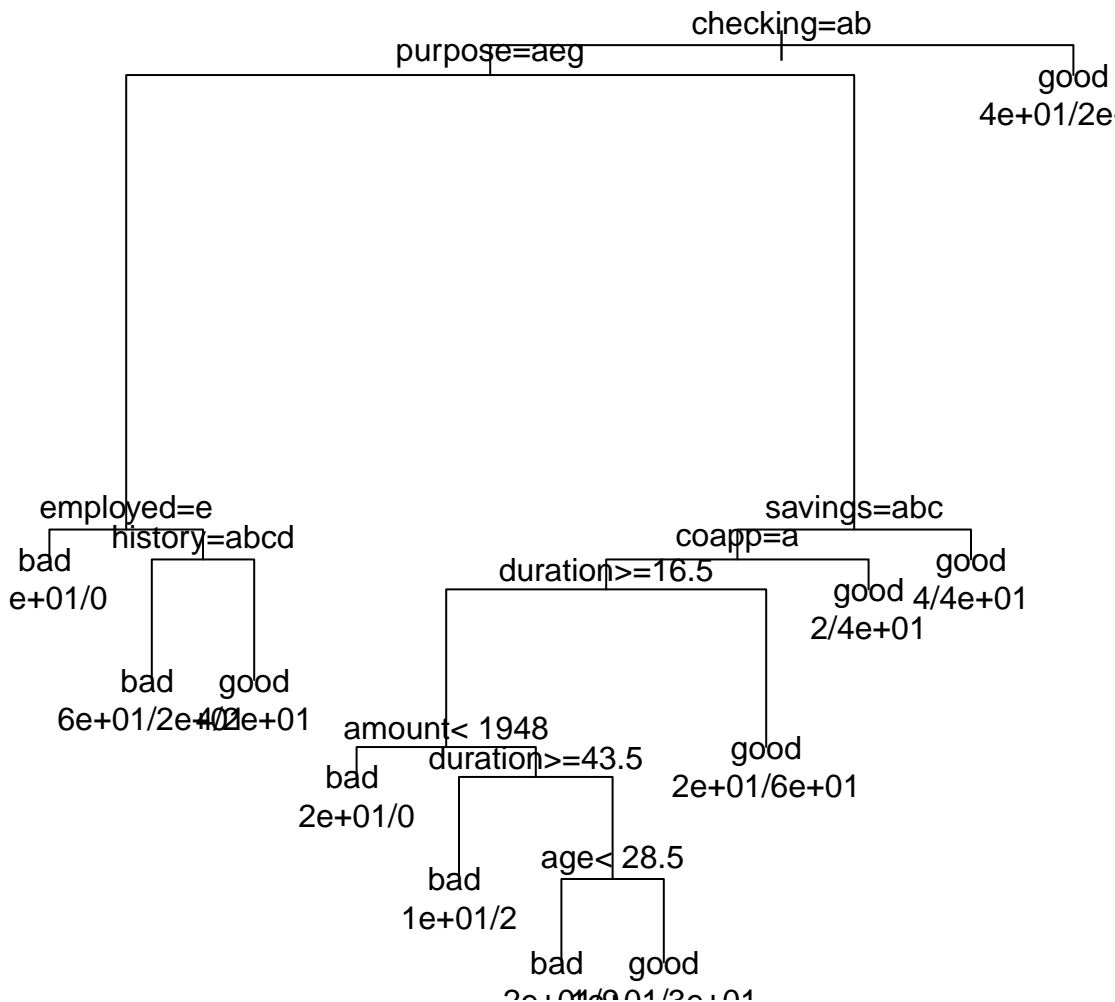 checking=ab
purpose=aeg
good
4e+01/2e
employed=e
savings=abc
history=abcd
coapp=a
bad
e+01/0
duration>=16.5
good
2/4e+01
good
4/4e+01
bad
6e+01/2e+01
good
4/2e+01
amount< 1948
duration>=43.5
good
2e+01/6e+01
bad
2e+01/0
age< 28.5
bad
1e+01/2
bad
good